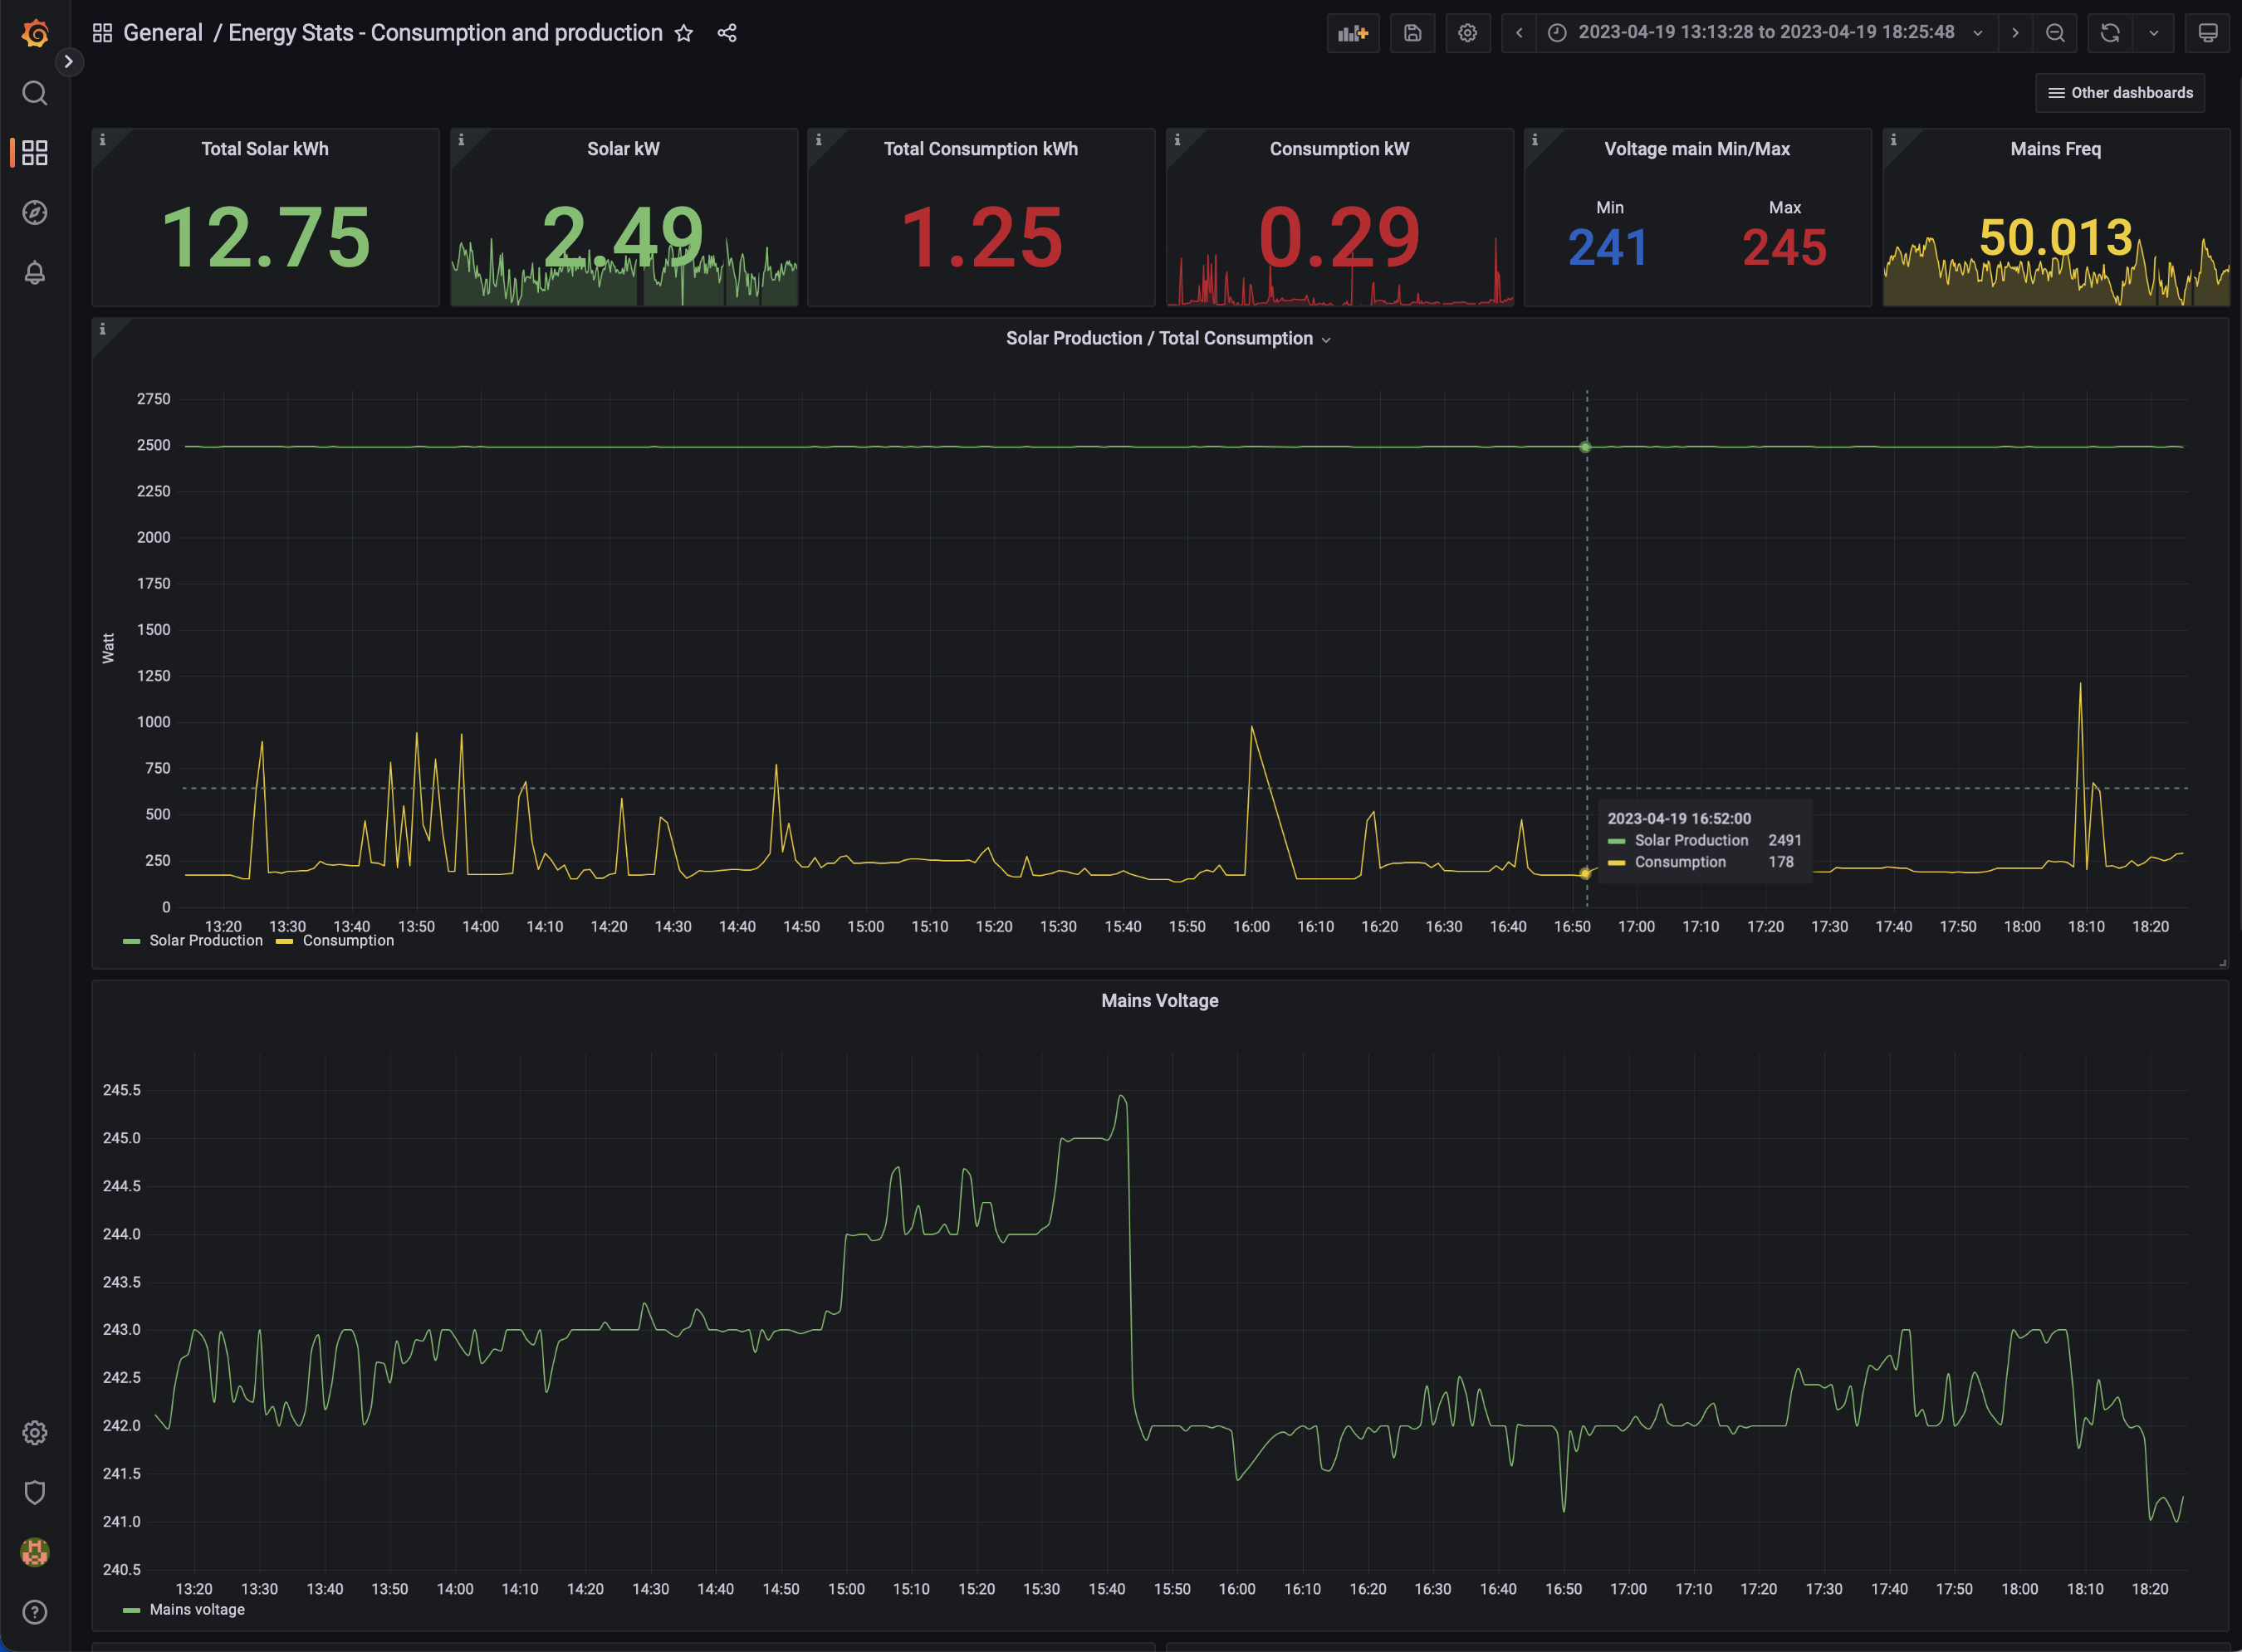 General / Energy Stats - Consumption and production
2023-04-19 13:13:28 to 2023-04-19 18:25:48
Other dashboards
Total Solar kWh
12.75
Solar kW
2.49
Total Consumption kWh
1.25
Consumption kW
0.29
Voltage main Min/Max
Min Max
241 245
Mains Freq
50.013
Solar Production / Total Consumption
Watt
2750
2500
2250
2000
1750
1500
1250
1000
750
500
250
0
2023-04-19 16:52:00
Solar Production 2491
Consumption 178
13:20 13:30 13:40 13:50 14:00 14:10 14:20 14:30 14:40 14:50 15:00 15:10 15:20 15:30 15:40 15:50 16:00 16:10 16:20 16:30 16:40 16:50 17:00 17:10 17:20 17:30 17:40 17:50 18:00 18:10 18:20
Solar Production Consumption
Mains Voltage
245.5
245.0
244.5
244.0
243.5
243.0
242.5
242.0
241.5
241.0
240.5
13:20 13:30 13:40 13:50 14:00 14:10 14:20 14:30 14:40 14:50 15:00 15:10 15:20 15:30 15:40 15:50 16:00 16:10 16:20 16:30 16:40 16:50 17:00 17:10 17:20 17:30 17:40 17:50 18:00 18:10 18:20
Mains voltage